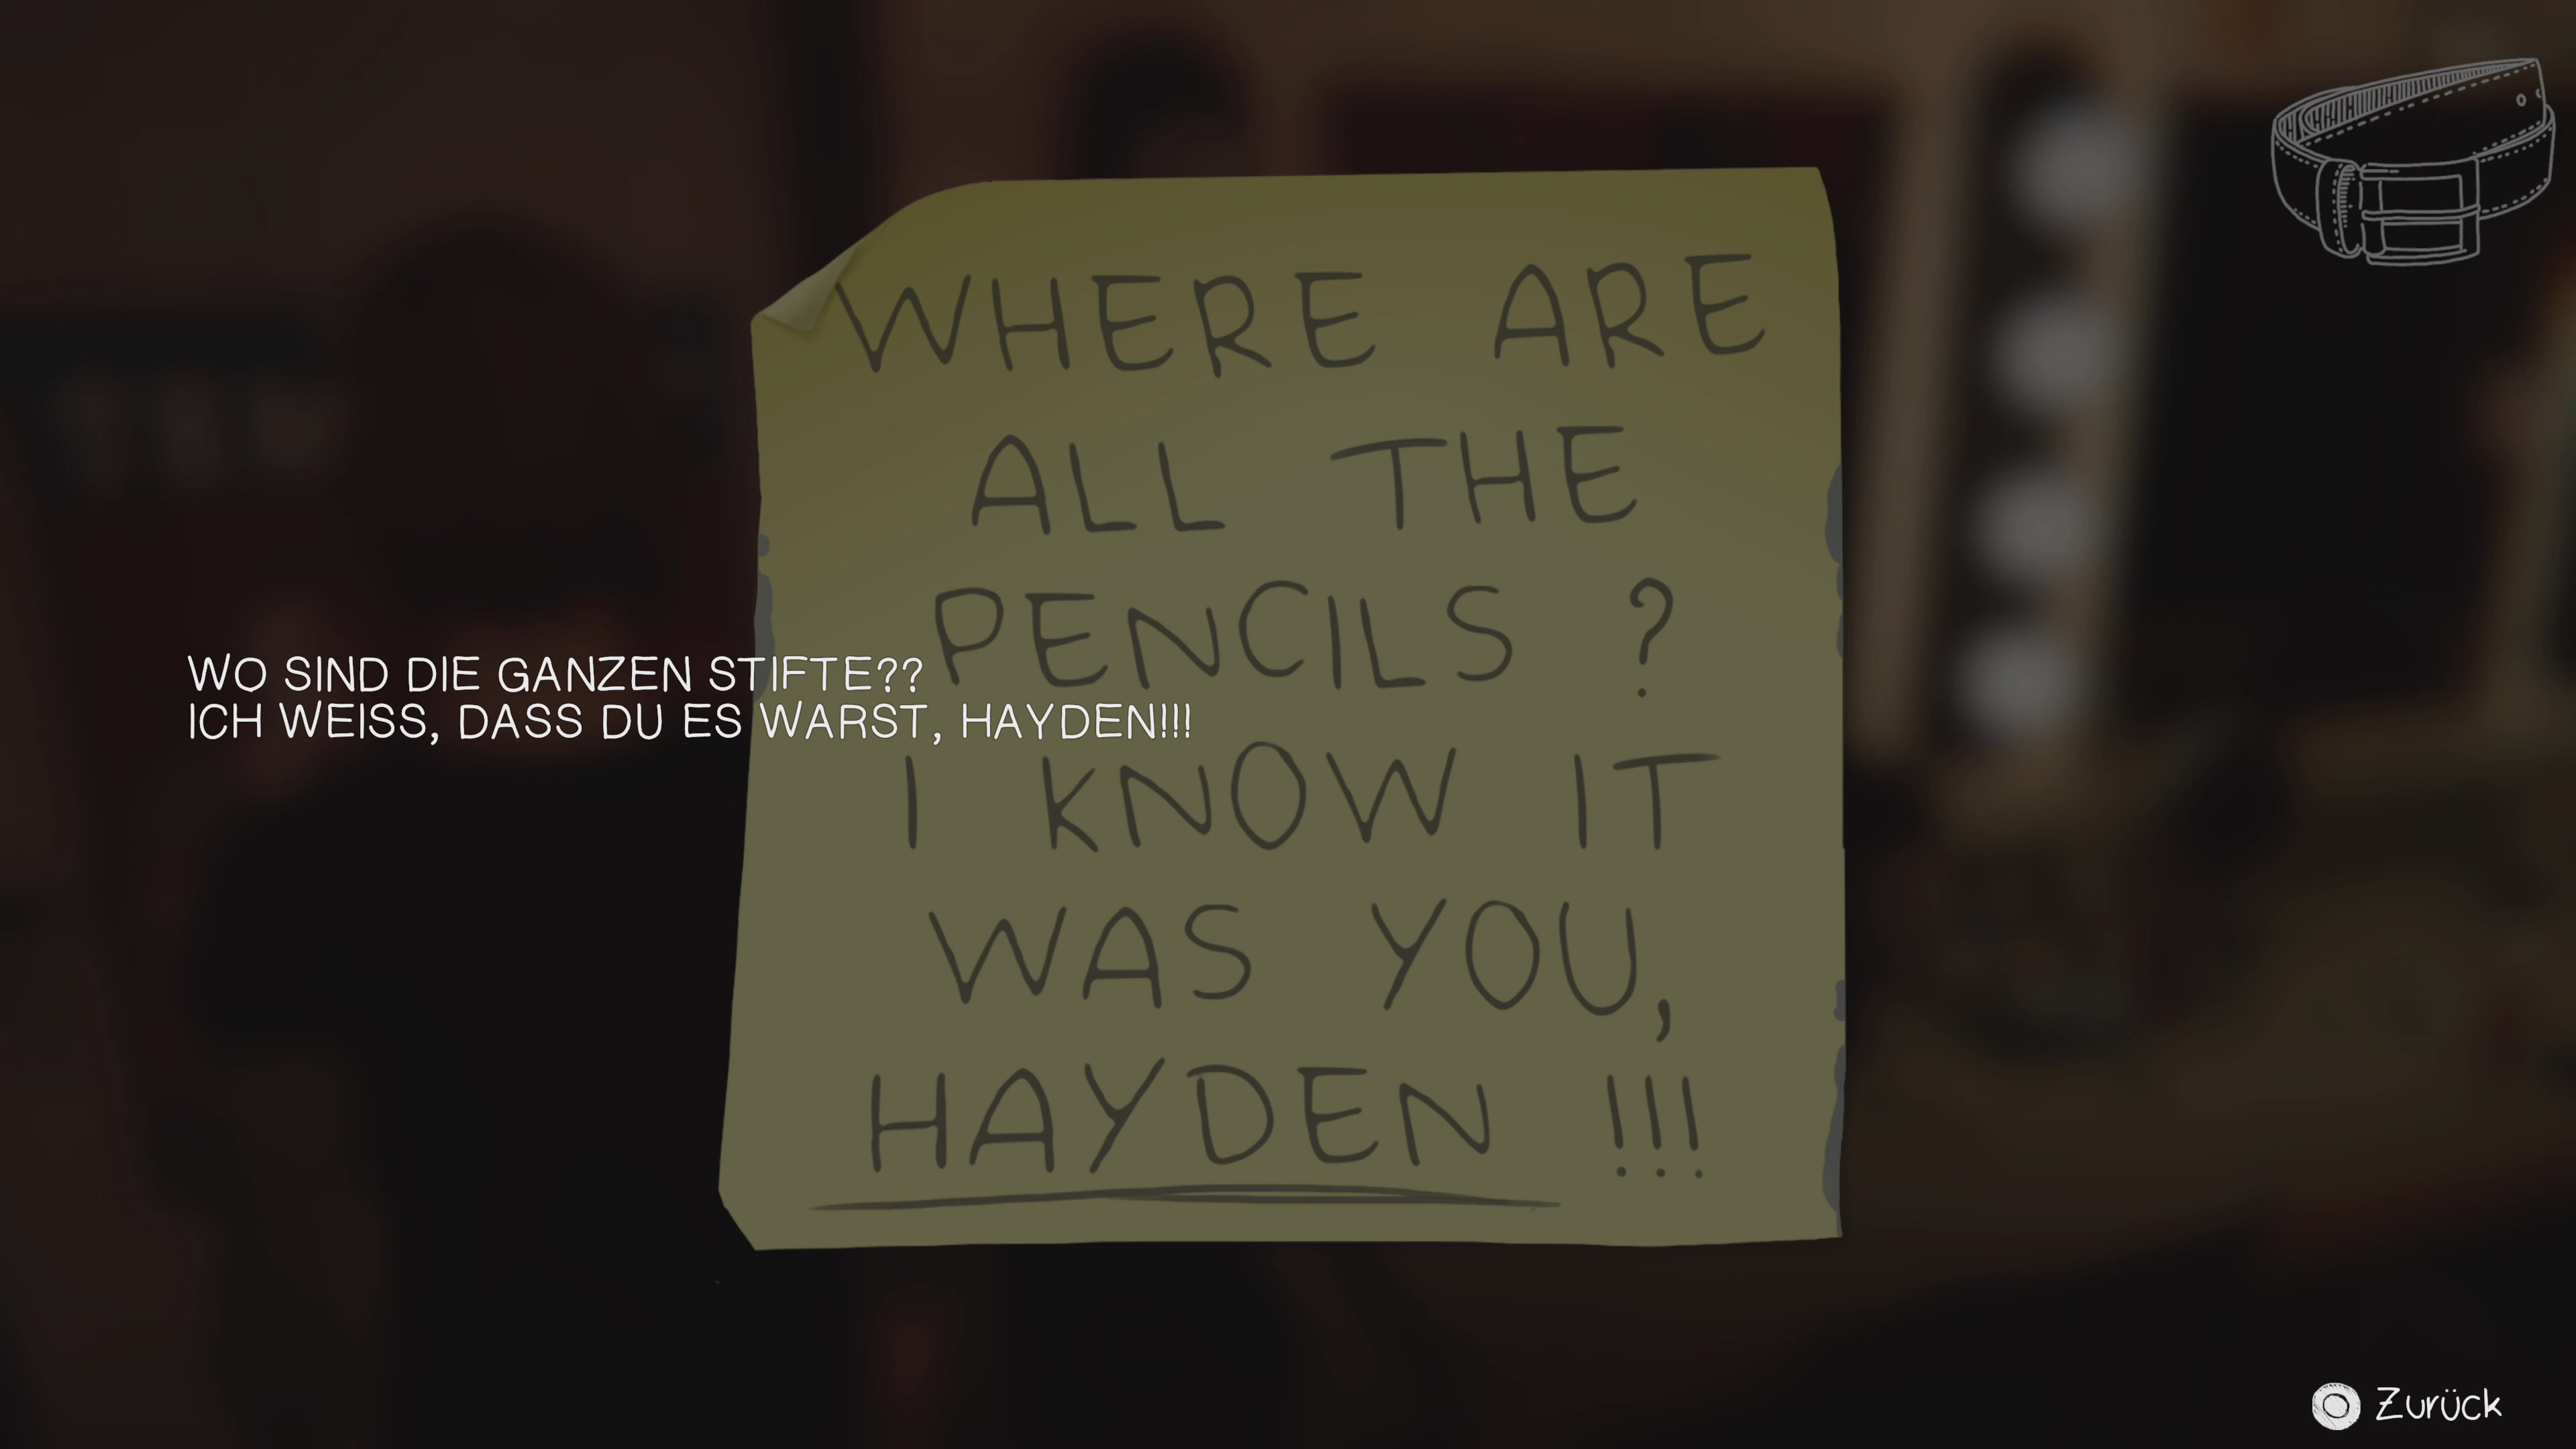 WHERE ARE
ALL THE
PENCILS ?
I KNOW IT
WAS YOU,
HAYDEN !!!
WO SIND DIE GANZEN STIFTE??
ICH WEISS, DASS DU ES WARST, HAYDEN!!!
Zurück